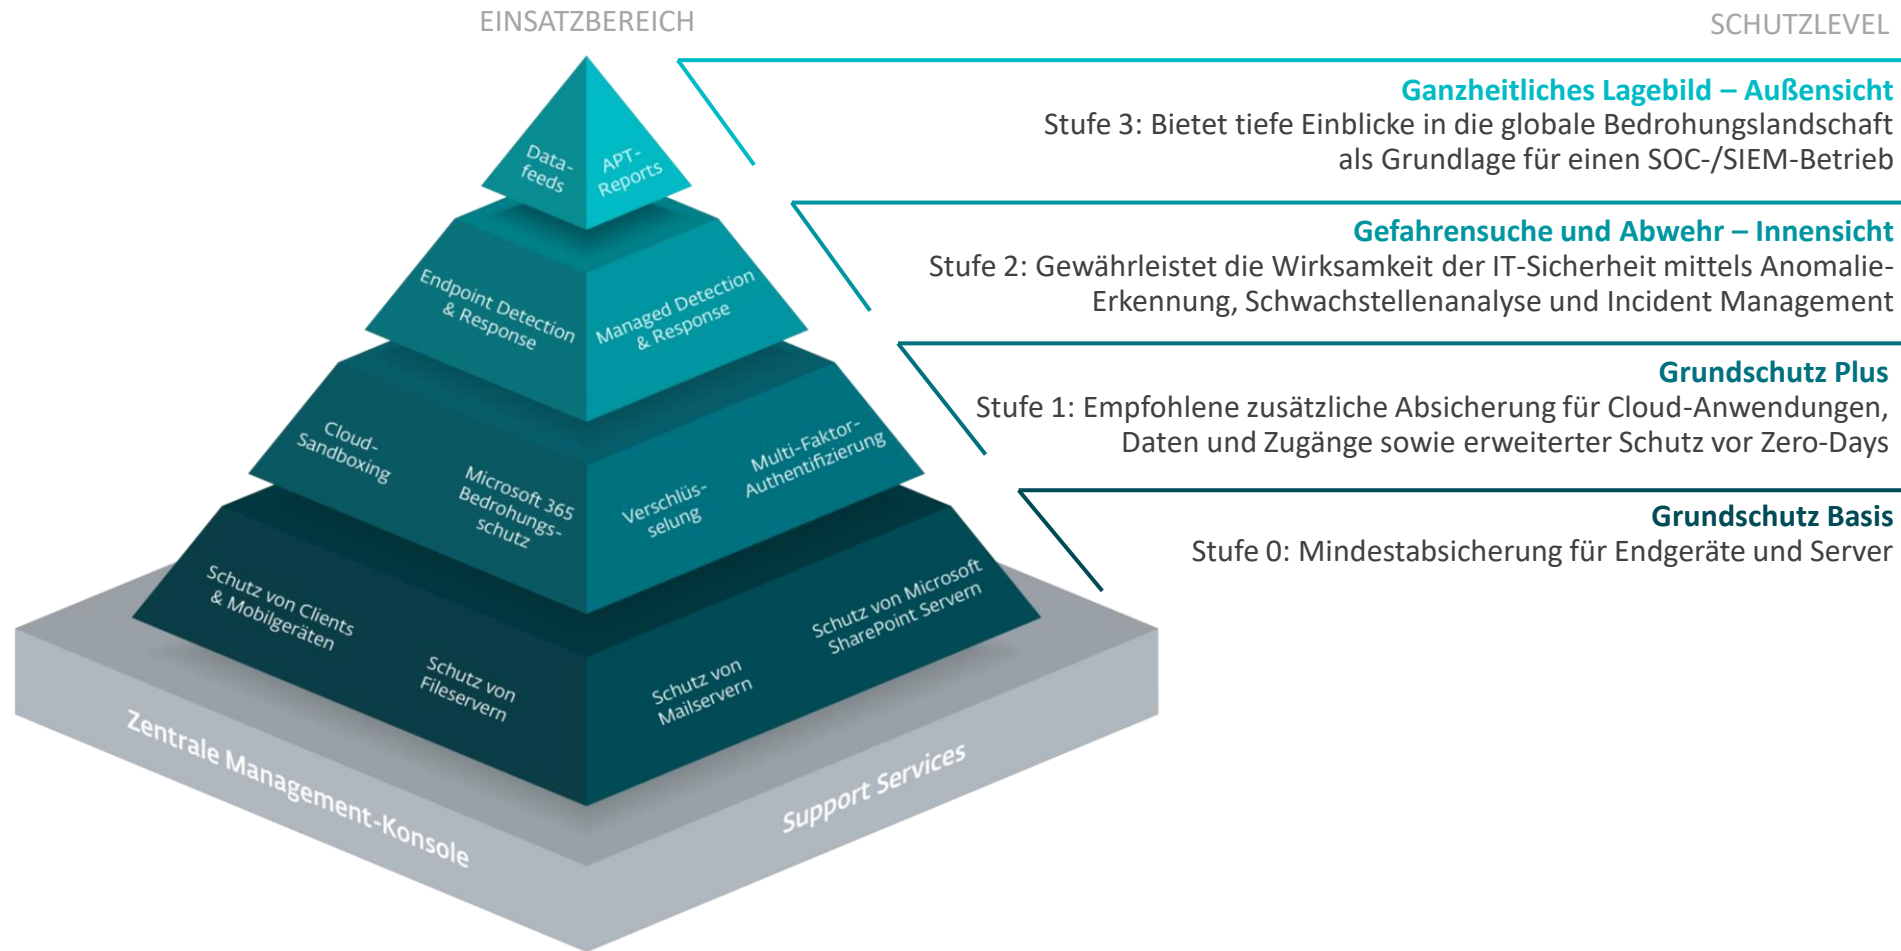 EINSATZBEREICH
SCHUTZLEVEL
Data-
feeds
APT-
Reports
Ganzheitliches Lagebild – Außensicht
Stufe 3: Bietet tiefe Einblicke in die globale Bedrohungslandschaft
als Grundlage für einen SOC-/SIEM-Betrieb
Endpoint Detection
& Response
Managed Detection
& Response
Gefahrensuche und Abwehr – Innensicht
Stufe 2: Gewährleistet die Wirksamkeit der IT-Sicherheit mittels Anomalie-
Erkennung, Schwachstellenanalyse und Incident Management
Cloud-
Sandboxing
Microsoft 365
Bedrohungs-
schutz
Verschlüs-
selung
Multi-Faktor-
Authentifizierung
Grundschutz Plus
Stufe 1: Empfohlene zusätzliche Absicherung für Cloud-Anwendungen,
Daten und Zugänge sowie erweiterter Schutz vor Zero-Days
Schutz von Clients
& Mobilgeräten
Schutz von
Fileservern
Schutz von
Mailservern
Schutz von Microsoft
SharePoint Servern
Grundschutz Basis
Stufe 0: Mindestabsicherung für Endgeräte und Server
Zentrale Management-Konsole
Support Services